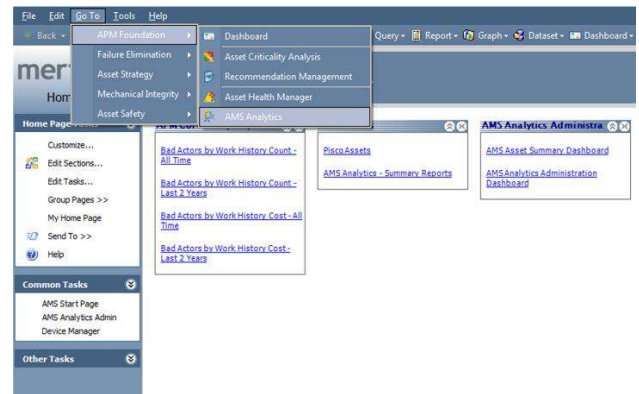 File Edit Go To Tools Help
Back
APM Foundation
Failure Elimination
Asset Strategy
Mechanical Integrity
Asset Safety
Dashboard
Asset Criticality Analysis
Recommendation Management
Asset Health Manager
AMS Analytics
Query Report Graph Dataset Dashboard
mer
Hom
Home Page
Customize...
Edit Sections...
Edit Tasks...
Group Pages >>
My Home Page
Send To >>
Help
Common Tasks
AMS Start Page
AMS Analytics Admin
Device Manager
Other Tasks
Bad Actors by Work History Count -
All Time
Bad Actors by Work History Count -
Last 2 Years
Bad Actors by Work History Cost - All
Time
Bad Actors by Work History Cost -
Last 2 Years
Pisco Assets
AMS Analytics - Summary Reports
AMS Analytics Administra
AMS Asset Summary Dashboard
AMS Analytics Administration
Dashboard